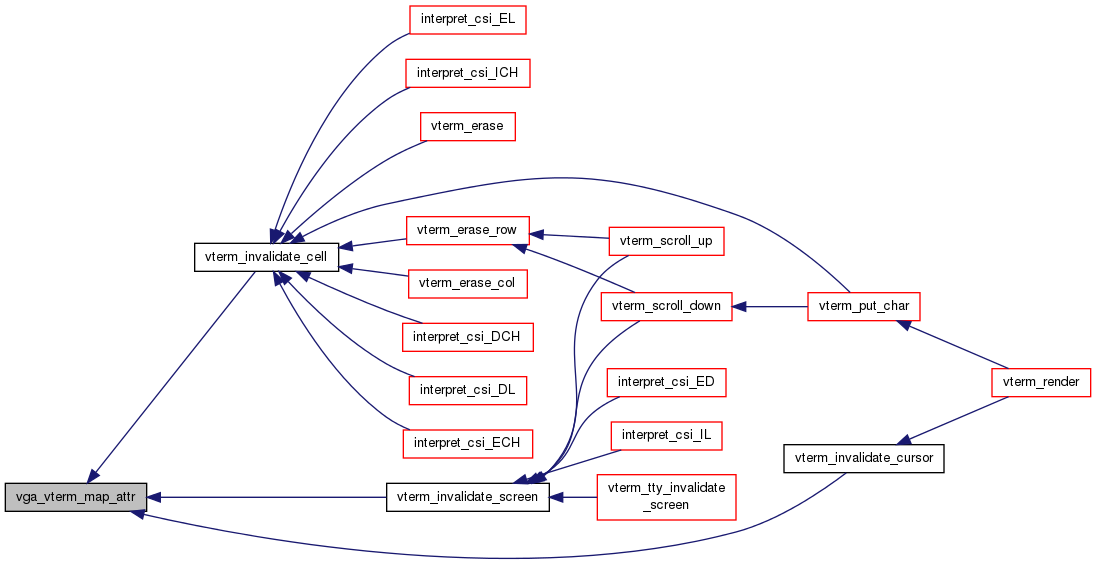 interpret_csi_EL
interpret_csi_ICH
vterm_erase
vterm_erase_row
vterm_scroll_up
vterm_invalidate_cell
vterm_erase_col
vterm_scroll_down
vterm_put_char
interpret_csi_DCH
vterm_render
interpret_csi_DL
interpret_csi_ED
interpret_csi_ECH
interpret_csi_IL
vterm_invalidate_cursor
vga_vterm_map_attr
vterm_invalidate_screen
vterm_tty_invalidate
_screen